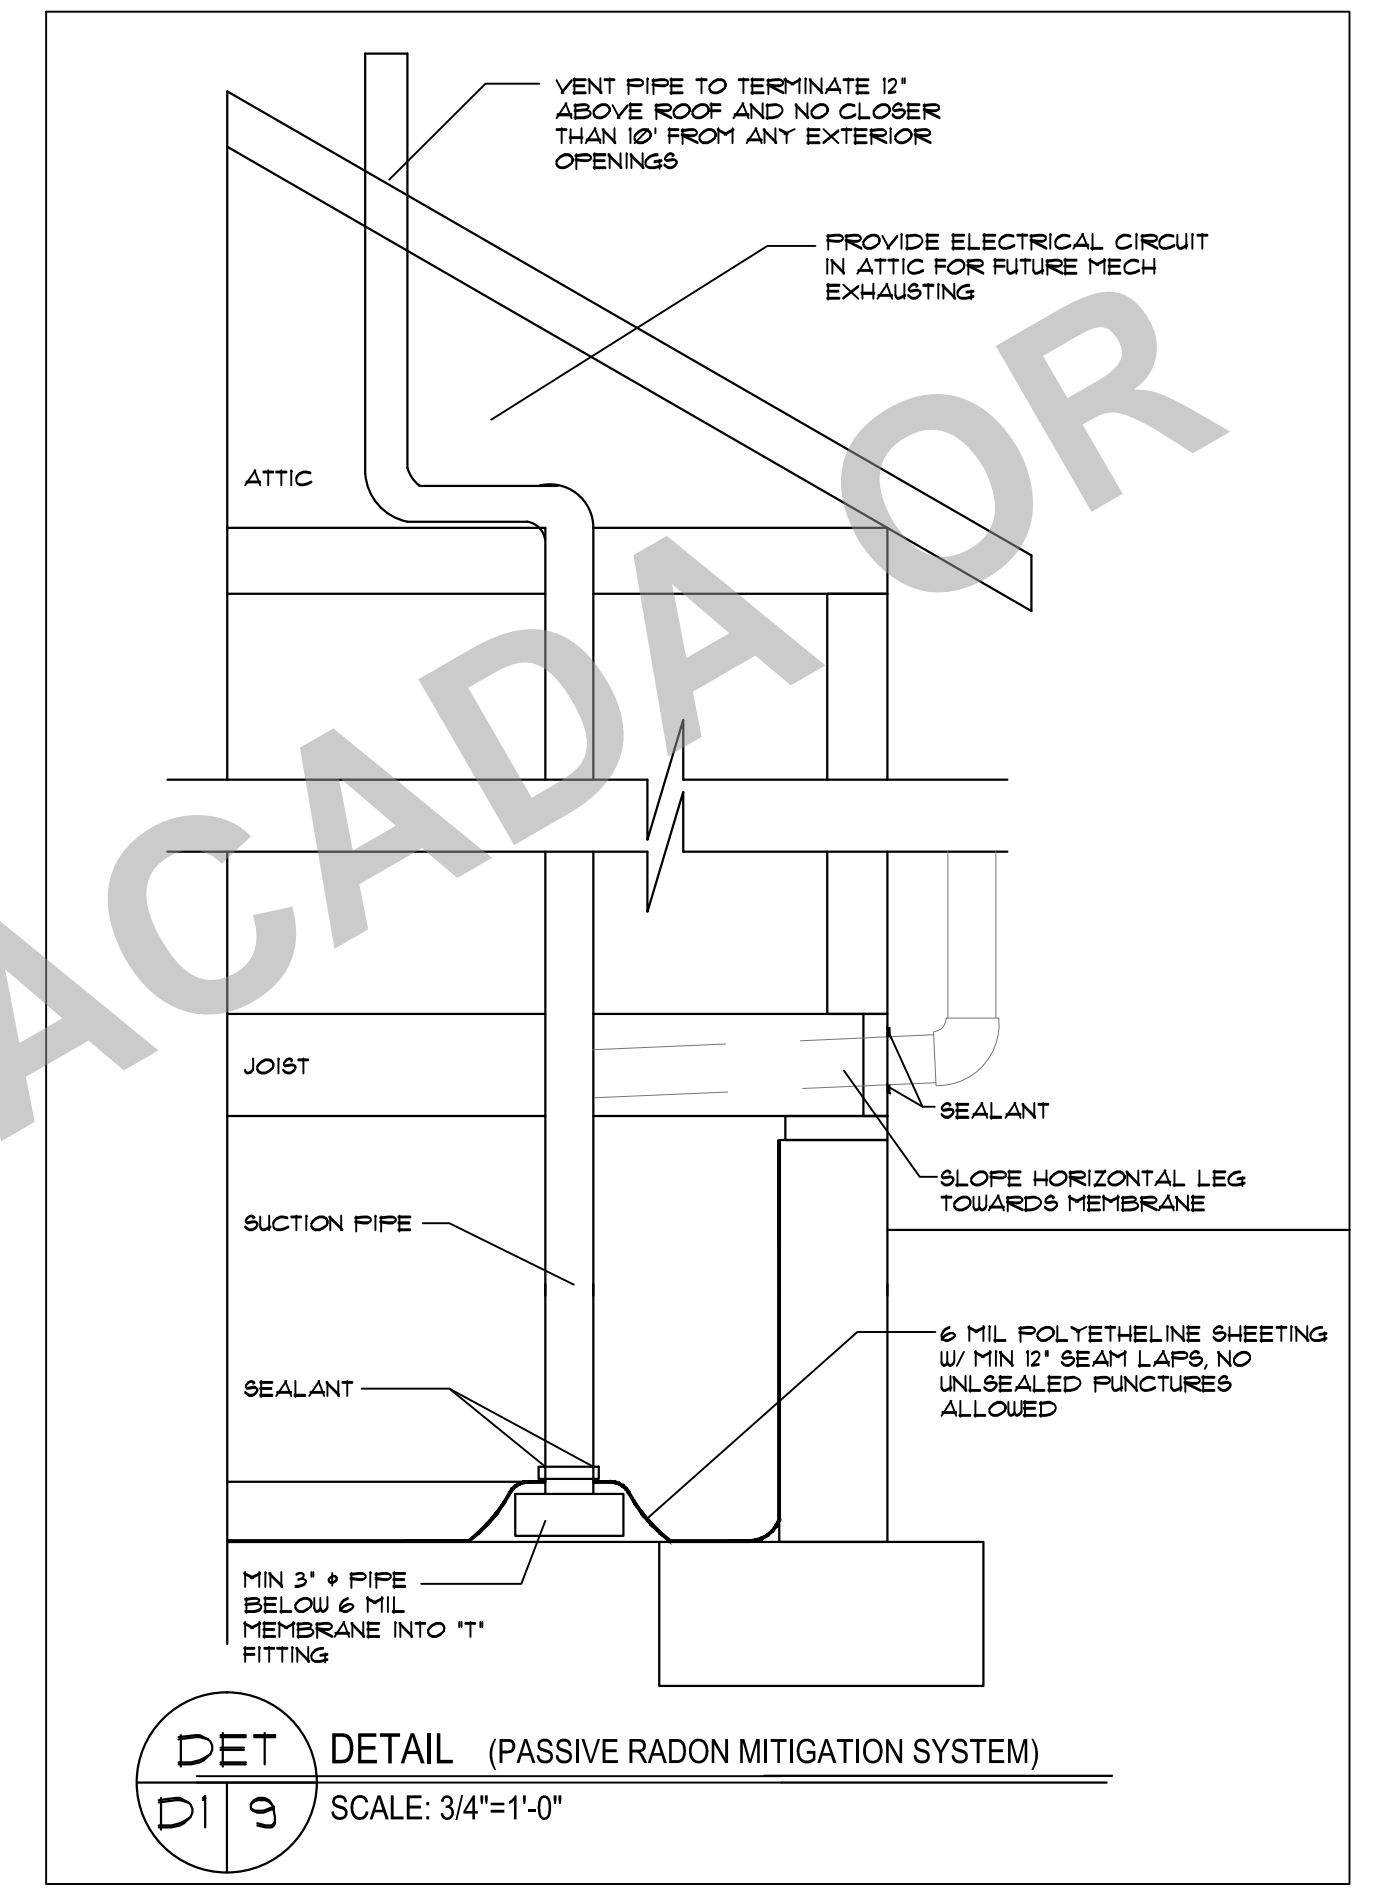 VENT PIPE TO TERMINATE 12"
ABOVE ROOF AND NO CLOSER
THAN 10' FROM ANY EXTERIOR
OPENINGS
PROVIDE ELECTRICAL CIRCUIT
IN ATTIC FOR FUTURE MECH
EXHAUSTING
ATTIC
ACADA OR
JOIST
SEALANT
SLOPE HORIZONTAL LEG
TOWARDS MEMBRANE
SUCTION PIPE
6 MIL POLYETHELINE SHEETING
W/ MIN 12" SEAM LAPS, NO
UNLSEALED PUNCTURES
ALLOWED
SEALANT
MIN 3" φ PIPE
BELOW 6 MIL
MEMBRANE INTO "T"
FITTING
DET
D1 9
DETAIL (PASSIVE RADON MITIGATION SYSTEM)
SCALE: 3/4"=1'-0"